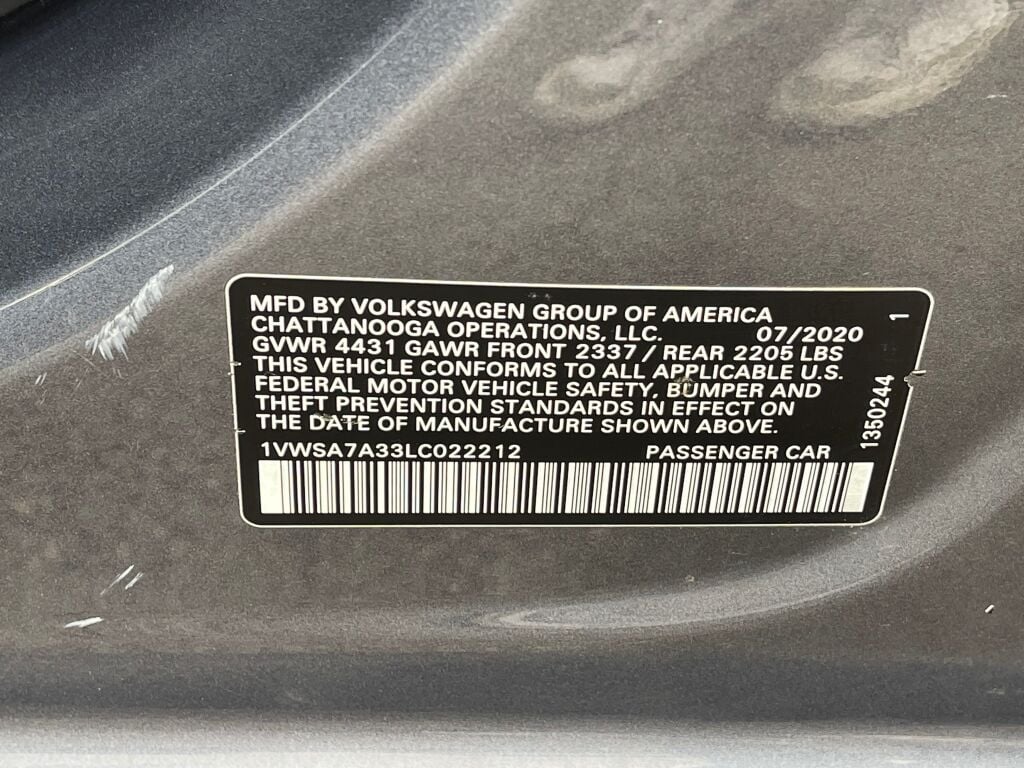 MFD BY VOLKSWAGEN GROUP OF AMERICA
CHATTANOOGA OPERATIONS, LLC. 07/2020
GVWR 4431 GAWR FRONT 2337 / REAR 2205 LBS
THIS VEHICLE CONFORMS TO ALL APPLICABLE U.S.
FEDERAL MOTOR VEHICLE SAFETY, BUMPER AND
THEFT PREVENTION STANDARDS IN EFFECT ON
THE DATE OF MANUFACTURE SHOWN ABOVE.
1VWSA7A33LC022212 PASSENGER CAR
1350244 1